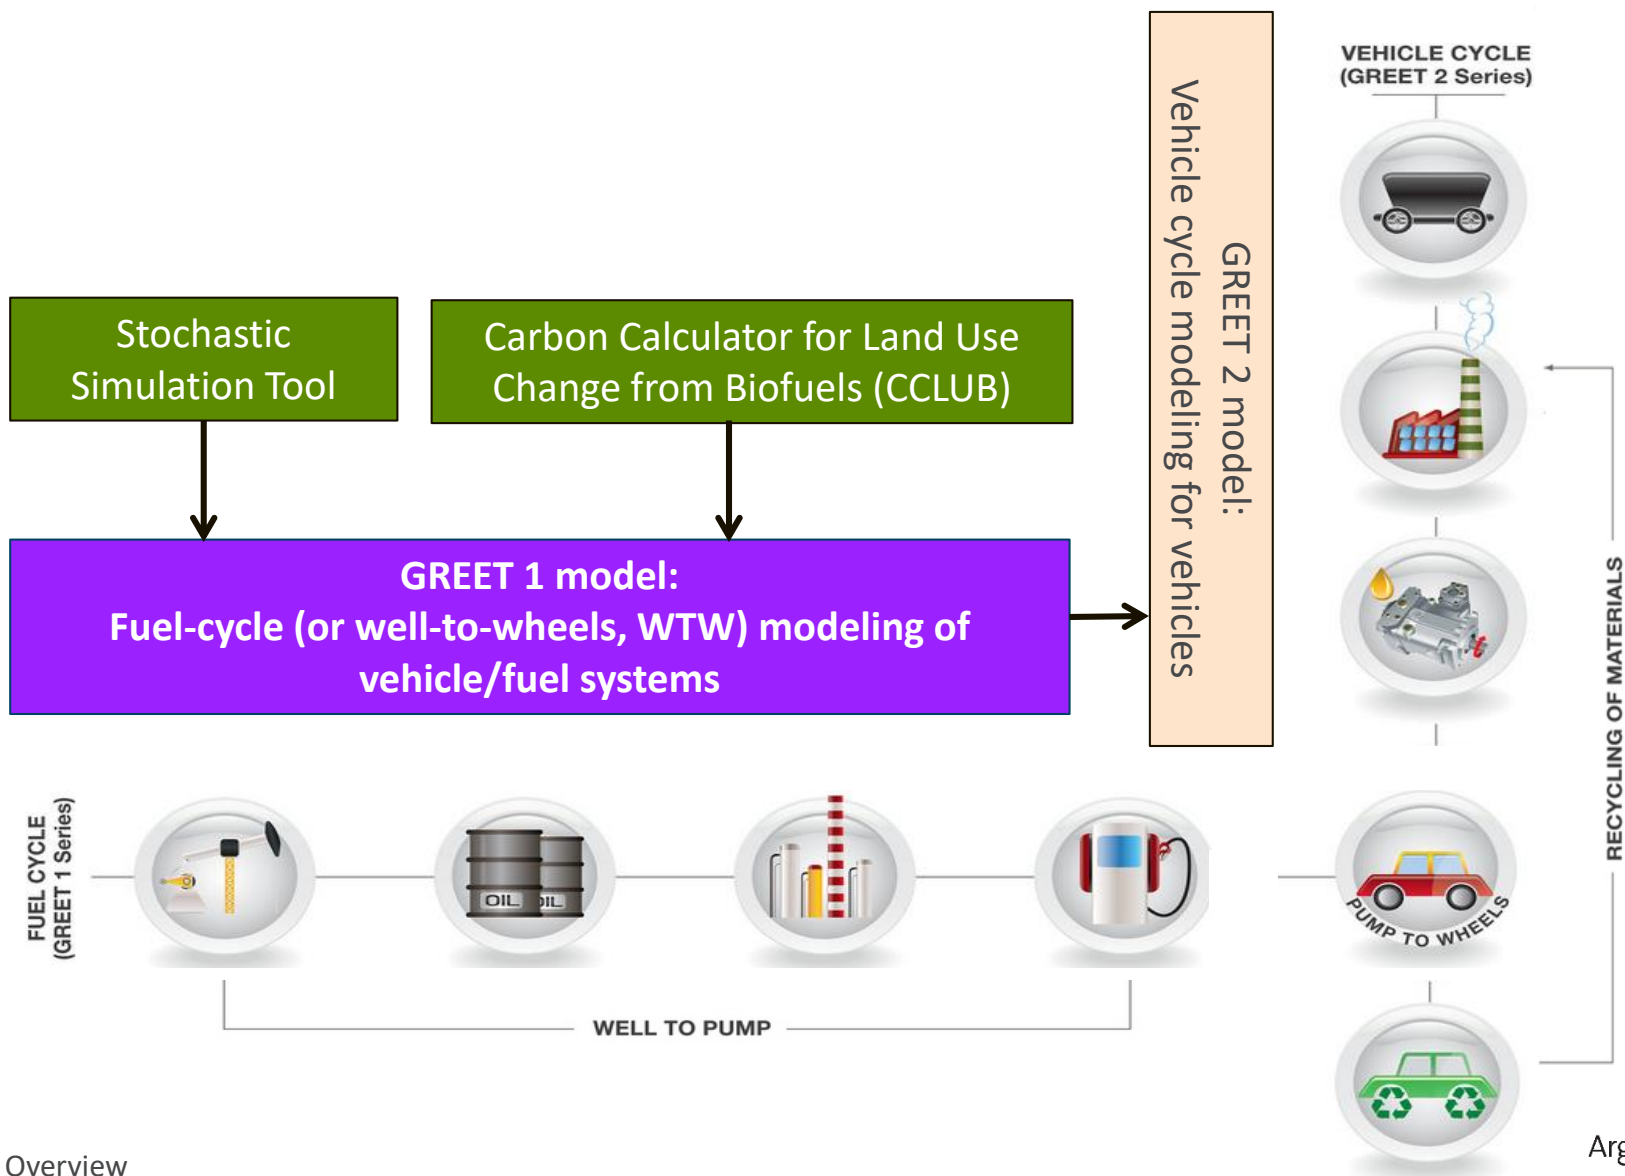 VEHICLE CYCLE
(GREET 2 Series)
GREET 2 model:
Vehicle cycle modeling for vehicles
Stochastic
Simulation Tool
Carbon Calculator for Land Use
Change from Biofuels (CCLUB)
GREET 1 model:
Fuel-cycle (or well-to-wheels, WTW) modeling of
vehicle/fuel systems
RECYCLING OF MATERIALS
FUEL CYCLE
(GREET 1 Series)
OIL
OIL
PUMP TO WHEELS
WELL TO PUMP
Overview
Arg